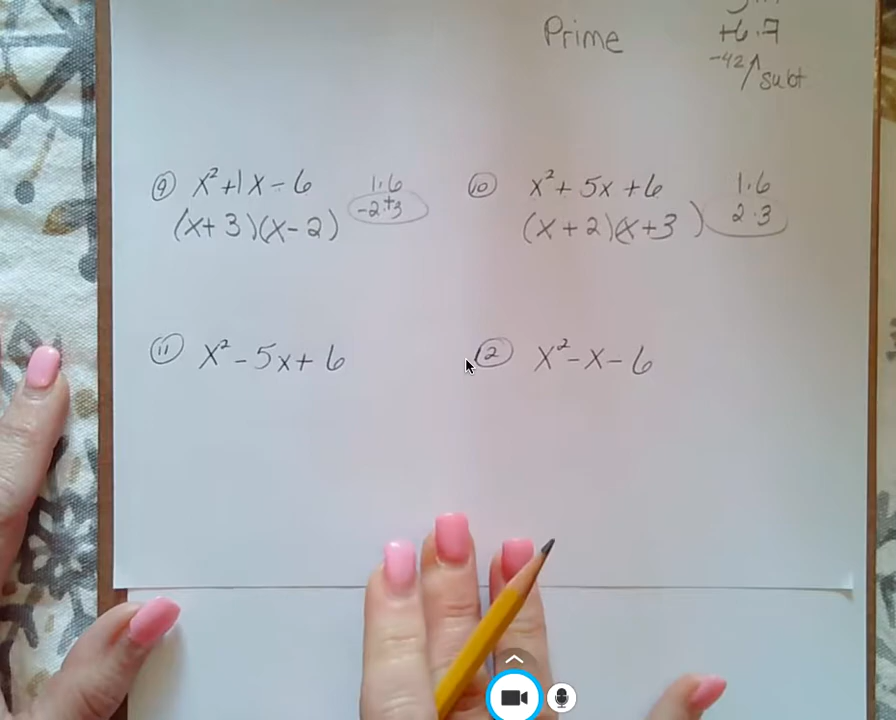 Prime
+6.7
-42 subt
⑨ x²+1x-6 1.6
(x+3)(x-2) -2.+3
⑩ x²+5x+6 1.6
(x+2)(x+3) 2.3
⑪ x²-5x+6
⑫ x²-x-6